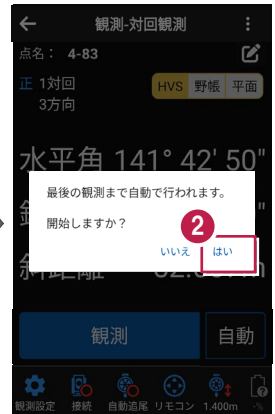 観測-対回観測
点名： 4-83
正 1対回
3方向
HVS 野帳 平面
水平角 141° 42' 50"
最後の観測まで自動で行われます。
開始しますか？
2
いいえ はい
斜距離
観測 自動
観測設定 接続 自動追尾 リモコン 1.400m